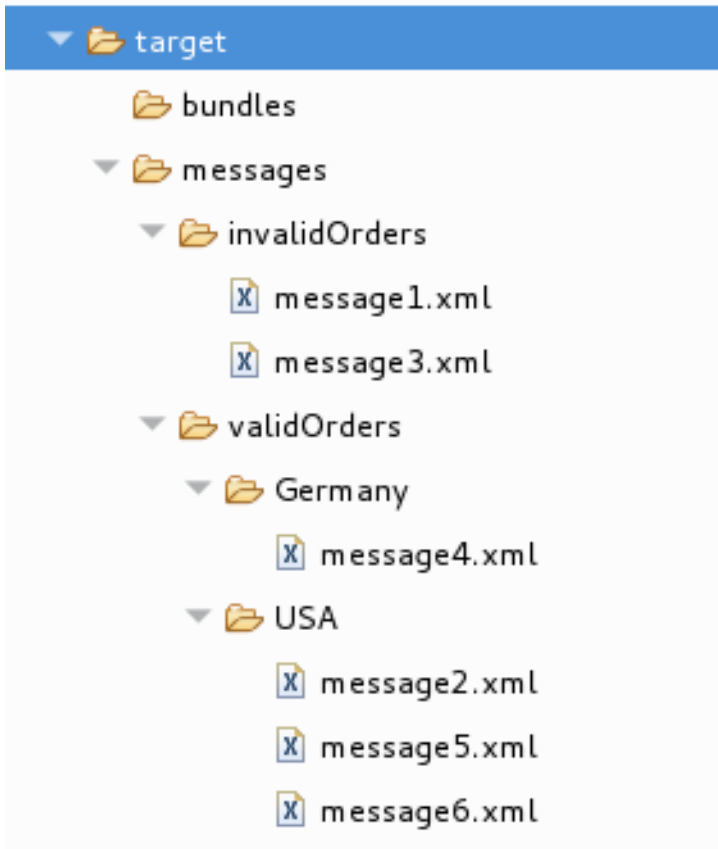 target
bundles
messages
invalidOrders
message1.xml
message3.xml
validOrders
Germany
message4.xml
USA
message2.xml
message5.xml
message6.xml